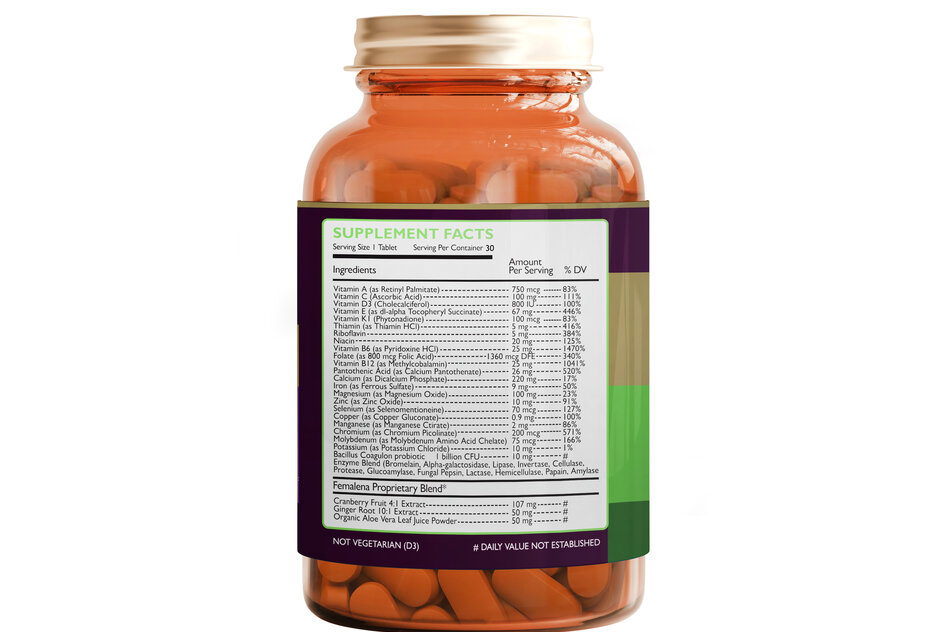 SUPPLEMENT FACTS
Serving Size 1 Tablet Serving Per Container 30
Ingredients Amount Per Serving % DV
Vitamin A (as Retinyl Palmitate) 750 mcg 83%
Vitamin C (Ascorbic Acid) 100 mg 111%
Vitamin D3 (Cholecalciferol) 800 IU 100%
Vitamin E (as dl-alpha Tocopheryl Succinate) 67 mg 446%
Vitamin K1 (Phytonadione) 100 mcg 83%
Thiamin (as Thiamin HCl) 5 mg 416%
Riboflavin 5 mg 384%
Niacin 20 mg 125%
Vitamin B6 (as Pyridoxine HCl) 25 mg 1470%
Folate (as 800 mcg Folic Acid) 1360 mcg DFE 340%
Vitamin B12 (as Methylcobalamin) 25 mg 1041%
Pantothenic Acid (as Calcium Pantothenate) 26 mg 520%
Calcium (as Dicalcium Phosphate) 220 mg 17%
Iron (as Ferrous Sulfate) 9 mg 50%
Magnesium (as Magnesium Oxide) 100 mg 23%
Zinc (as Zinc Oxide) 10 mg 91%
Selenium (as Selenomentioneine) 70 mcg 127%
Copper (as Copper Gluconate) 0.9 mg 100%
Manganese (as Manganese Ctirate) 2 mg 86%
Chromium (as Chromium Picolinate) 200 mcg 571%
Molybdenum (as Molybdenum Amino Acid Chelate) 75 mcg 166%
Potassium (as Potassium Chloride) 10 mg 1%
Bacillus Coagulon probiotic 1 billion CFU 10 mg #
Enzyme Blend (Bromelain, Alpha-galactosidase, Lipase, Invertase, Cellulase,
Protease, Glucoamylase, Fungal Pepsin, Lactase, Hemicellulase, Papain, Amylase
Femalena Proprietary Blend*
Cranberry Fruit 4:1 Extract 107 mg #
Ginger Root 10:1 Extract 50 mg #
Organic Aloe Vera Leaf Juice Powder 50 mg #
NOT VEGETARIAN (D3) # DAILY VALUE NOT ESTABLISHED